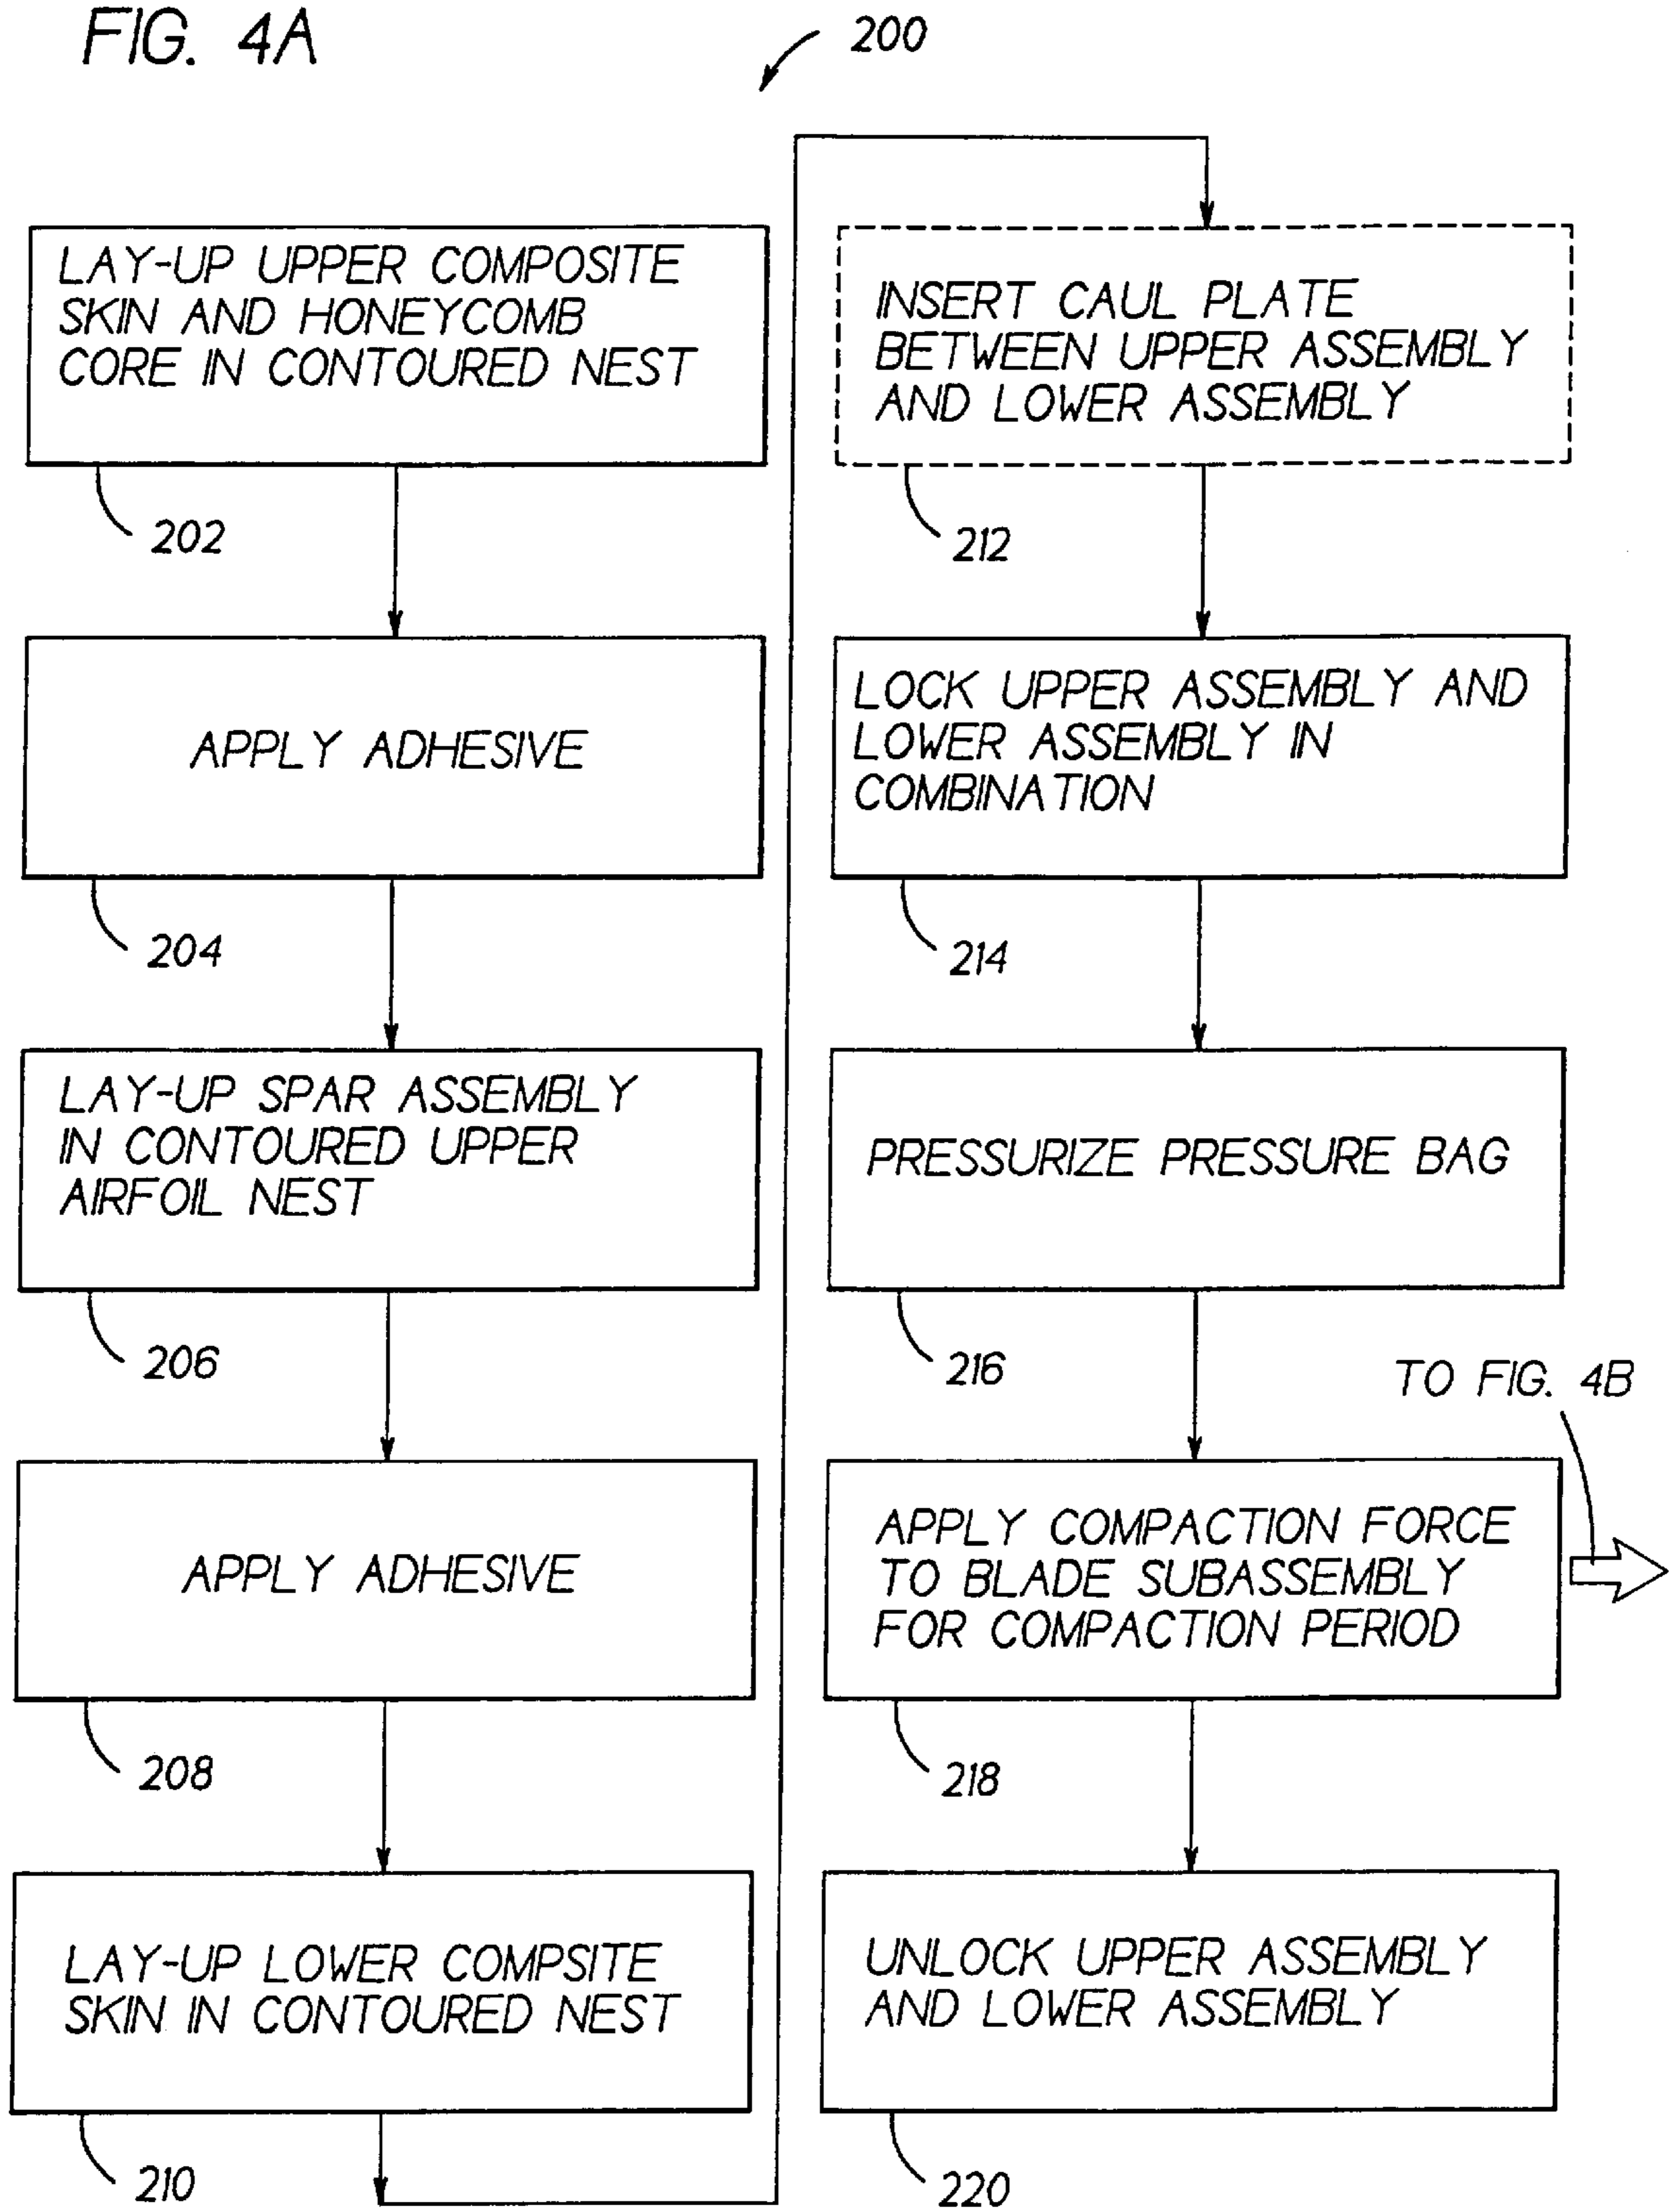 FIG. 4A
200
LAY-UP UPPER COMPOSITE
SKIN AND HONEYCOMB
CORE IN CONTOURED NEST
202
APPLY ADHESIVE
204
LAY-UP SPAR ASSEMBLY
IN CONTOURED UPPER
AIRFOIL NEST
206
APPLY ADHESIVE
208
LAY-UP LOWER COMPSITE
SKIN IN CONTOURED NEST
210
INSERT CAUL PLATE
BETWEEN UPPER ASSEMBLY
AND LOWER ASSEMBLY
212
LOCK UPPER ASSEMBLY AND
LOWER ASSEMBLY IN
COMBINATION
214
PRESSURIZE PRESSURE BAG
216
TO FIG. 4B
APPLY COMPACTION FORCE
TO BLADE SUBASSEMBLY
FOR COMPACTION PERIOD
218
UNLOCK UPPER ASSEMBLY
AND LOWER ASSEMBLY
220